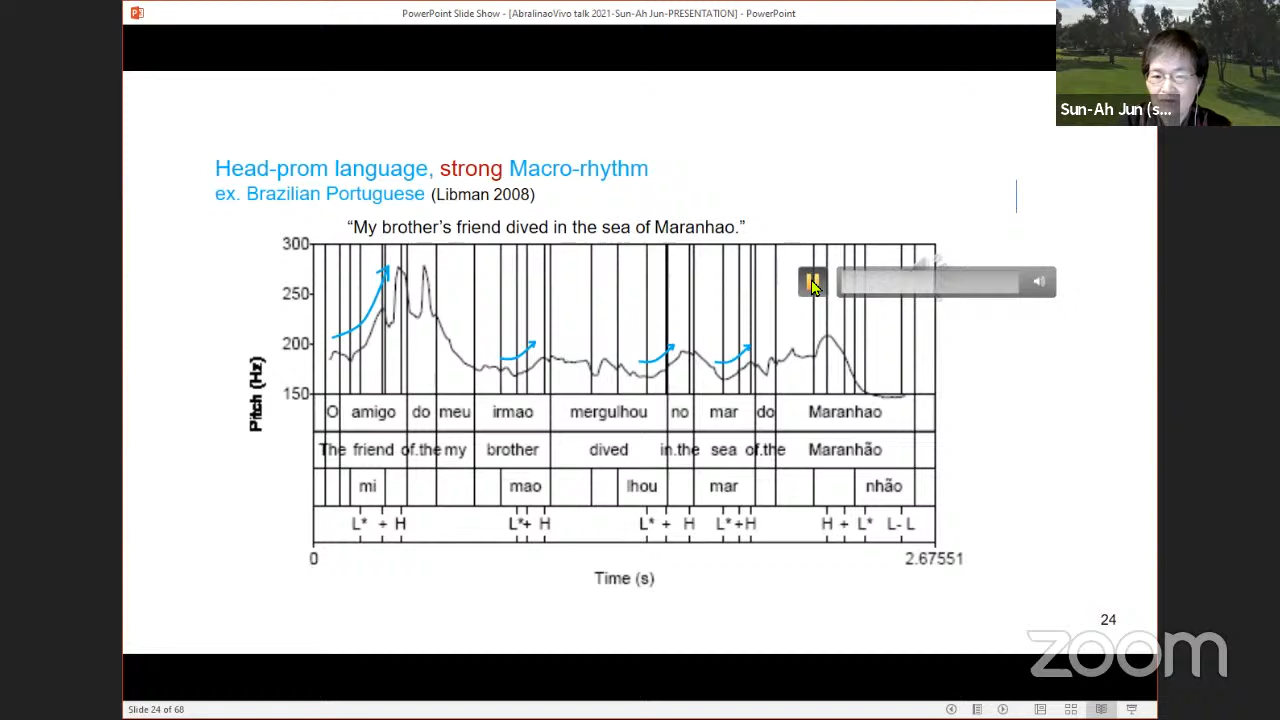 PowerPoint Slide Show - [AbralinaoVivo talk 2021-Sun-Ah Jun-PRESENTATION] - PowerPoint
Sun-Ah Jun (s...
Head-prom language, strong Macro-rhythm
ex. Brazilian Portuguese (Libman 2008)
“My brother’s friend dived in the sea of Maranhao.”
300
250
200
150
Pitch (Hz)
O amigo do meu irmao mergulhou no mar do Maranhao
The friend of.the my brother dived in.the sea of.the Maranhão
mi mao lhou mar nhão
L* + H L*+ H L* + H L* +H H + L* L- L
0 2.67551
Time (s)
24
zoom
Slide 24 of 68